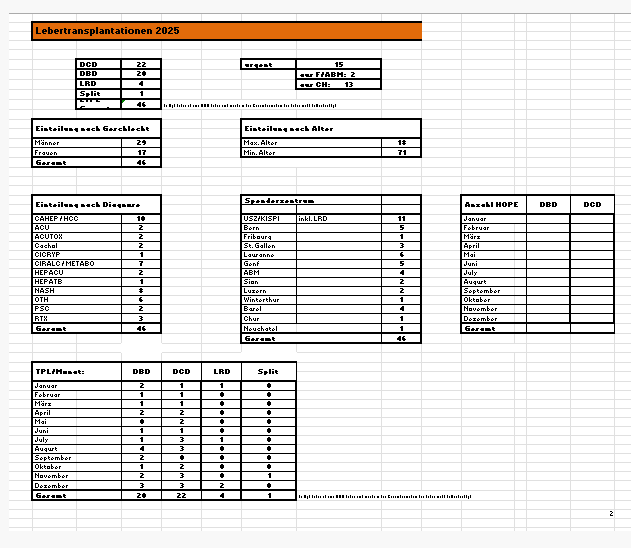 Lebertransplantationen 2025
DCD 22
DBD 20
LRD 4
Split 1
46
urgent 15
aus F/ABM: 2
aus CH: 13
Einteilung nach Geschlecht
Männer 29
Frauen 17
Gesamt 46
Einteilung nach Alter
Max. Alter 18
Min. Alter 71
Einteilung nach Diagnose
CAHEP/HCC 10
ACU 2
ACUTOX 2
Cachol 2
CICRYP 1
CIRALC/METABO 7
HEPACU 2
HEPATB 1
NASH 8
OTH 6
PSC 2
RTX 3
Gesamt 46
Spenderzentrum
USZ/KISPI inkl. LRD 11
Bern 5
Fribourg 1
St. Gallen 3
Lausanne 6
Genf 5
ABM 4
Sion 2
Luzern 2
Winterthur 1
Basel 4
Chur 1
Neuchatel 1
Gesamt 46
Anzahl HOPE DBD DCD
Januar
Februar
März
April
Mai
Juni
July
August
September
Oktober
November
Dezember
Gesamt
TPL/Monat: DBD DCD LRD Split
Januar 2 1 1 0
Februar 1 1 0 0
März 1 1 0 0
April 2 2 0 0
Mai 0 2 0 0
Juni 1 1 0 0
July 1 3 1 0
August 4 3 0 0
September 2 0 0 0
Oktober 1 2 0 0
November 2 3 0 1
Dezember 3 3 2 0
Gesamt 20 22 4 1
2